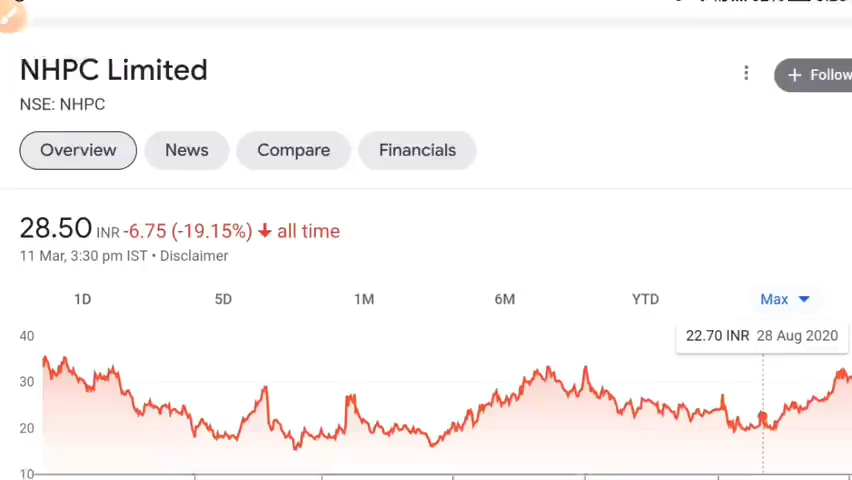 NHPC Limited
NSE: NHPC
+ Follow
Overview News Compare Financials
28.50 INR -6.75 (-19.15%) ↓ all time
11 Mar, 3:30 pm IST • Disclaimer
1D 5D 1M 6M YTD Max
22.70 INR 28 Aug 2020
40
30
20
10